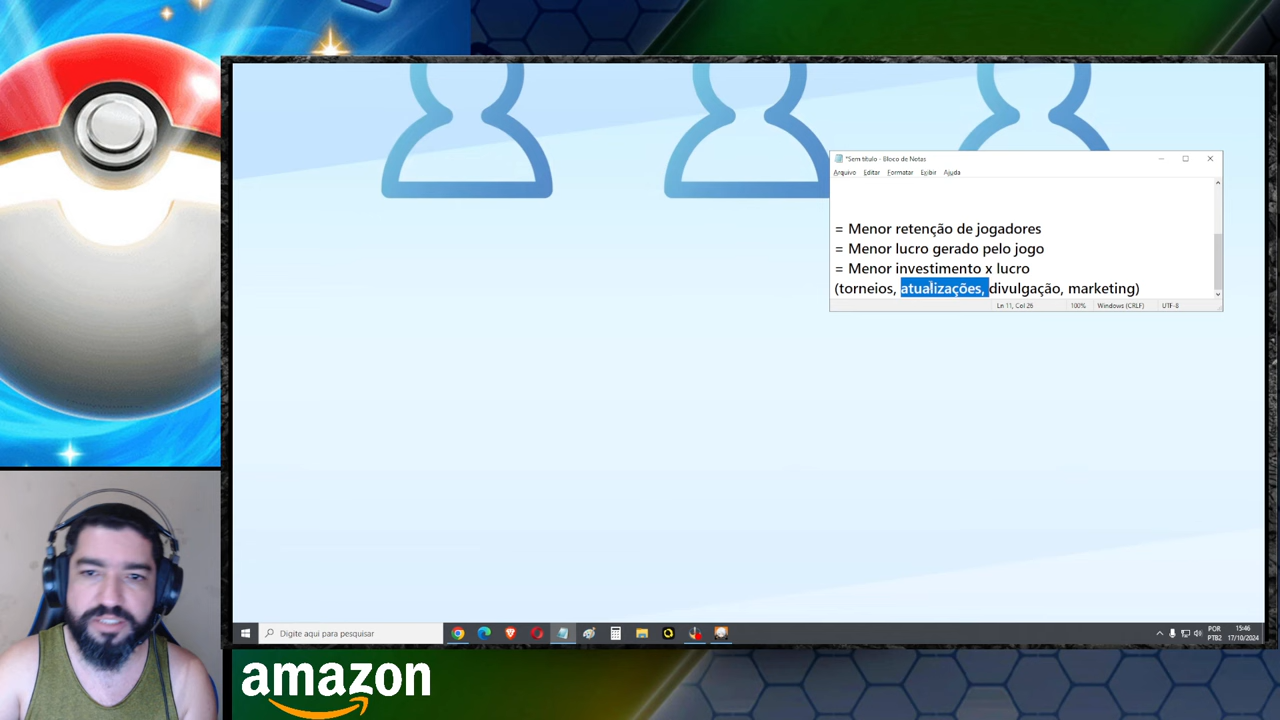 *Sem título - Bloco de Notas
Arquivo Editar Formatar Exibir Ajuda
= Menor retenção de jogadores
= Menor lucro gerado pelo jogo
= Menor investimento x lucro
(torneios, atualizações, divulgação, marketing)
Ln 11, Col 26 100% Windows (CRLF) UTF-8
Digite aqui para pesquisar
POR
PTB2
15:46
17/10/2024
amazon